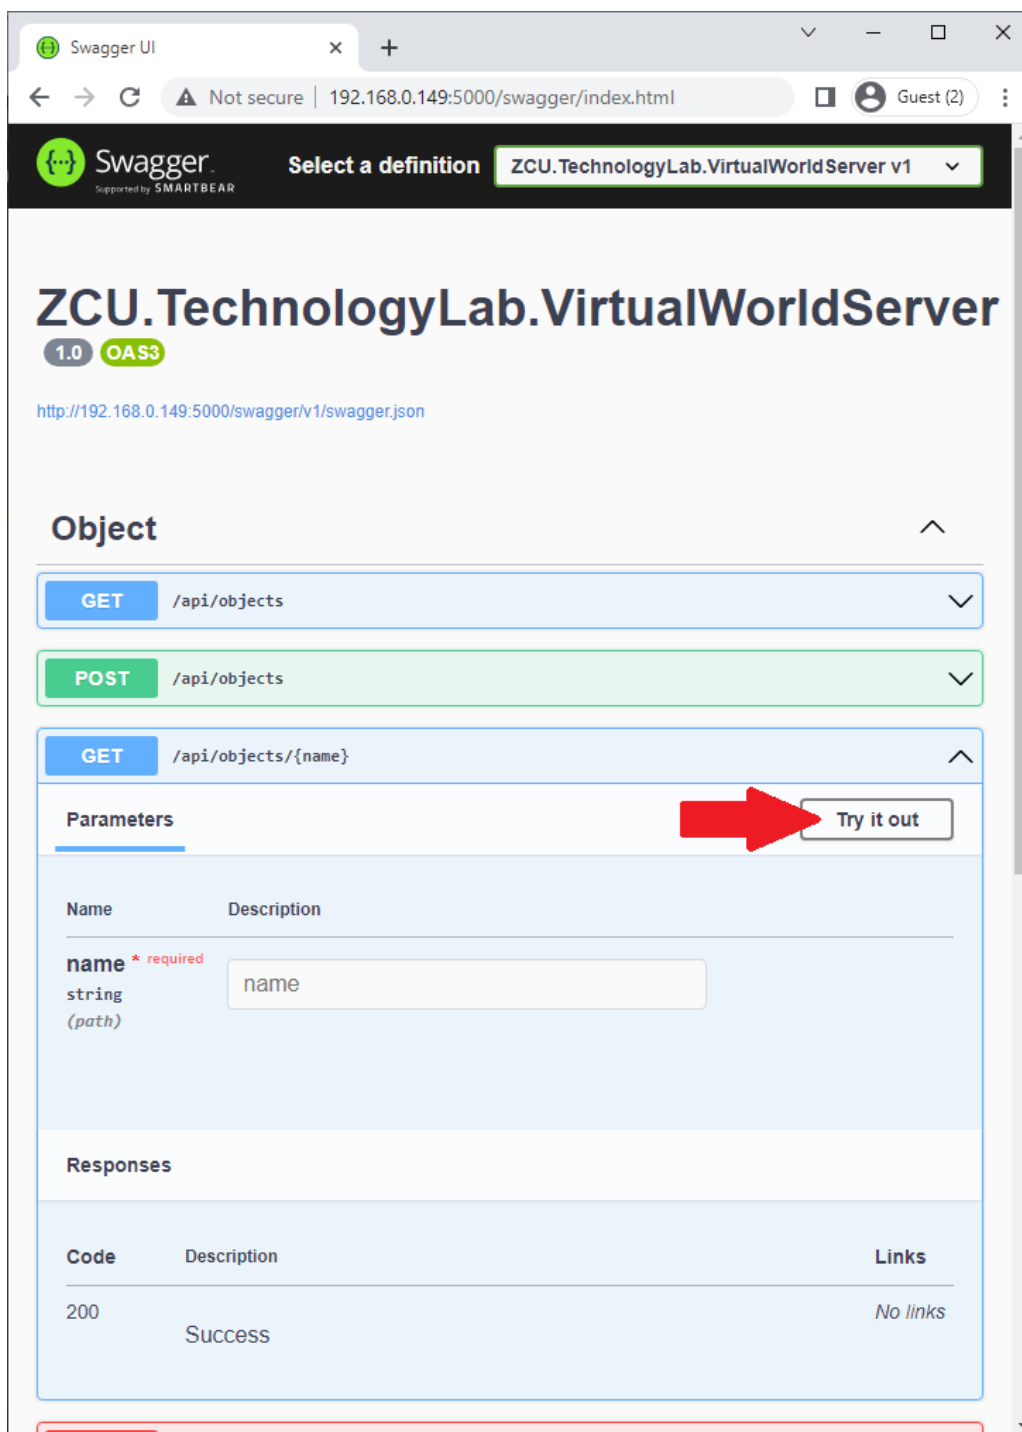 Swagger UI
Not secure | 192.168.0.149:5000/swagger/index.html
Guest (2)
{···} Swagger.
Supported by SMARTBEAR
Select a definition
ZCU.TechnologyLab.VirtualWorldServer v1
ZCU.TechnologyLab.VirtualWorldServer
1.0 OAS3
http://192.168.0.149:5000/swagger/v1/swagger.json
Object
GET /api/objects
POST /api/objects
GET /api/objects/{name}
Parameters
Try it out
Name Description
name * required
string
(path)
name
Responses
Code Description Links
200
Success
No links